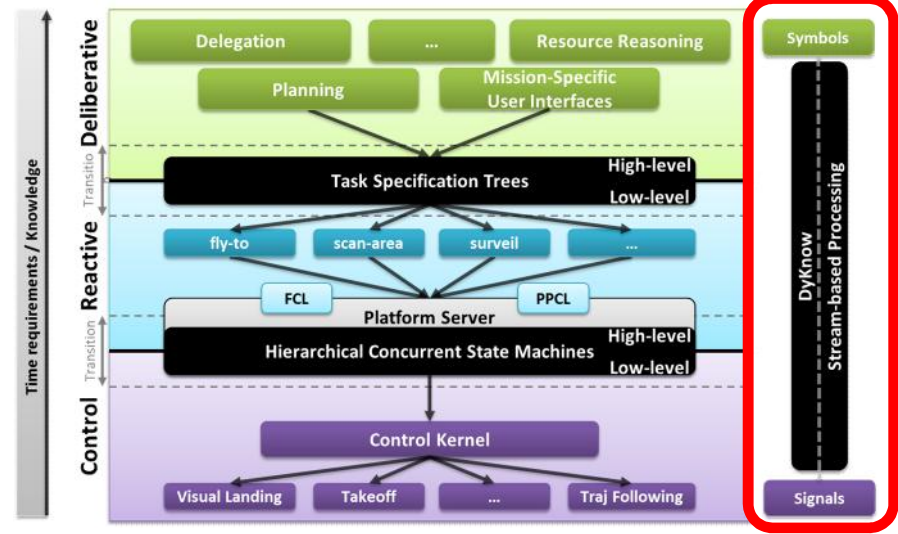 Time requirements / Knowledge
Deliberative
Transitio
Reactive
Transition
Control
Delegation
...
Resource Reasoning
Planning
Mission-Specific
User Interfaces
Task Specification Trees
High-level
Low-level
fly-to
scan-area
surveil
...
FCL
PPCL
Platform Server
Hierarchical Concurrent State Machines
High-level
Low-level
Control Kernel
Visual Landing
Takeoff
...
Traj Following
Symbols
DyKnow
Stream-based Processing
Signals